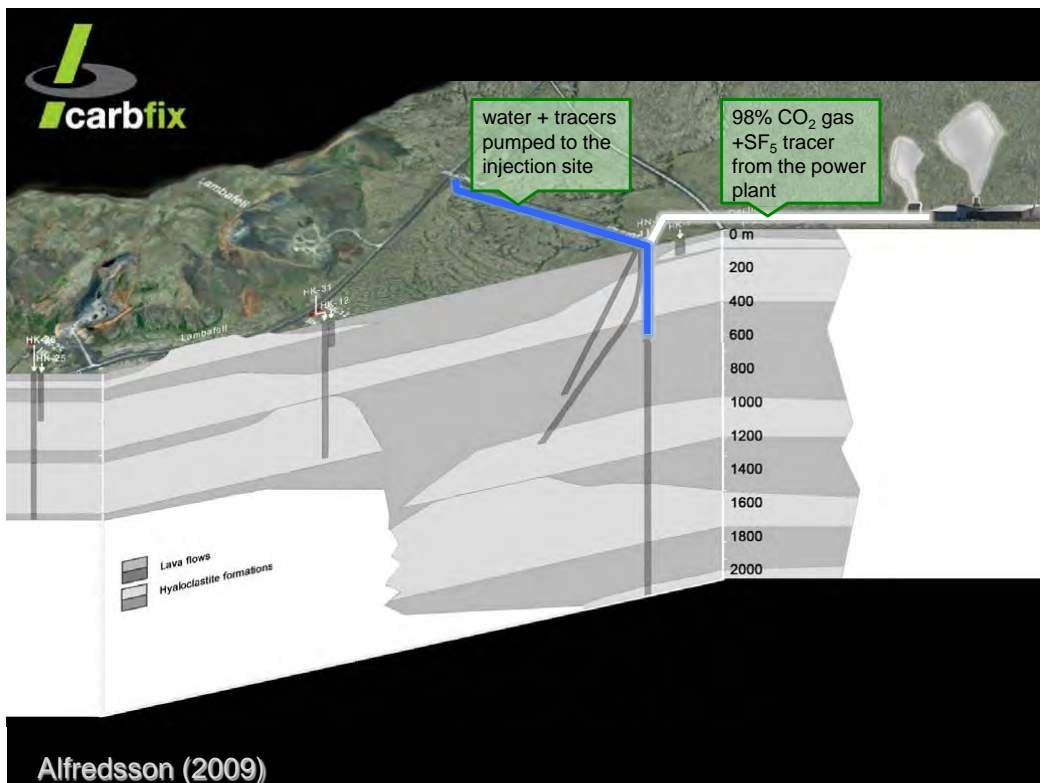 carbfix
water + tracers
pumped to the
injection site
98% CO₂ gas
+SF₅ tracer
from the power
plant
Lambafell
HN-
HK-
0 m
200
400
600
800
1000
1200
1400
1600
1800
2000
HK-31
HK-12
Lambafell
HK-26
HK-25
Lava flows
Hyaloclastite formations
Alfredsson (2009)